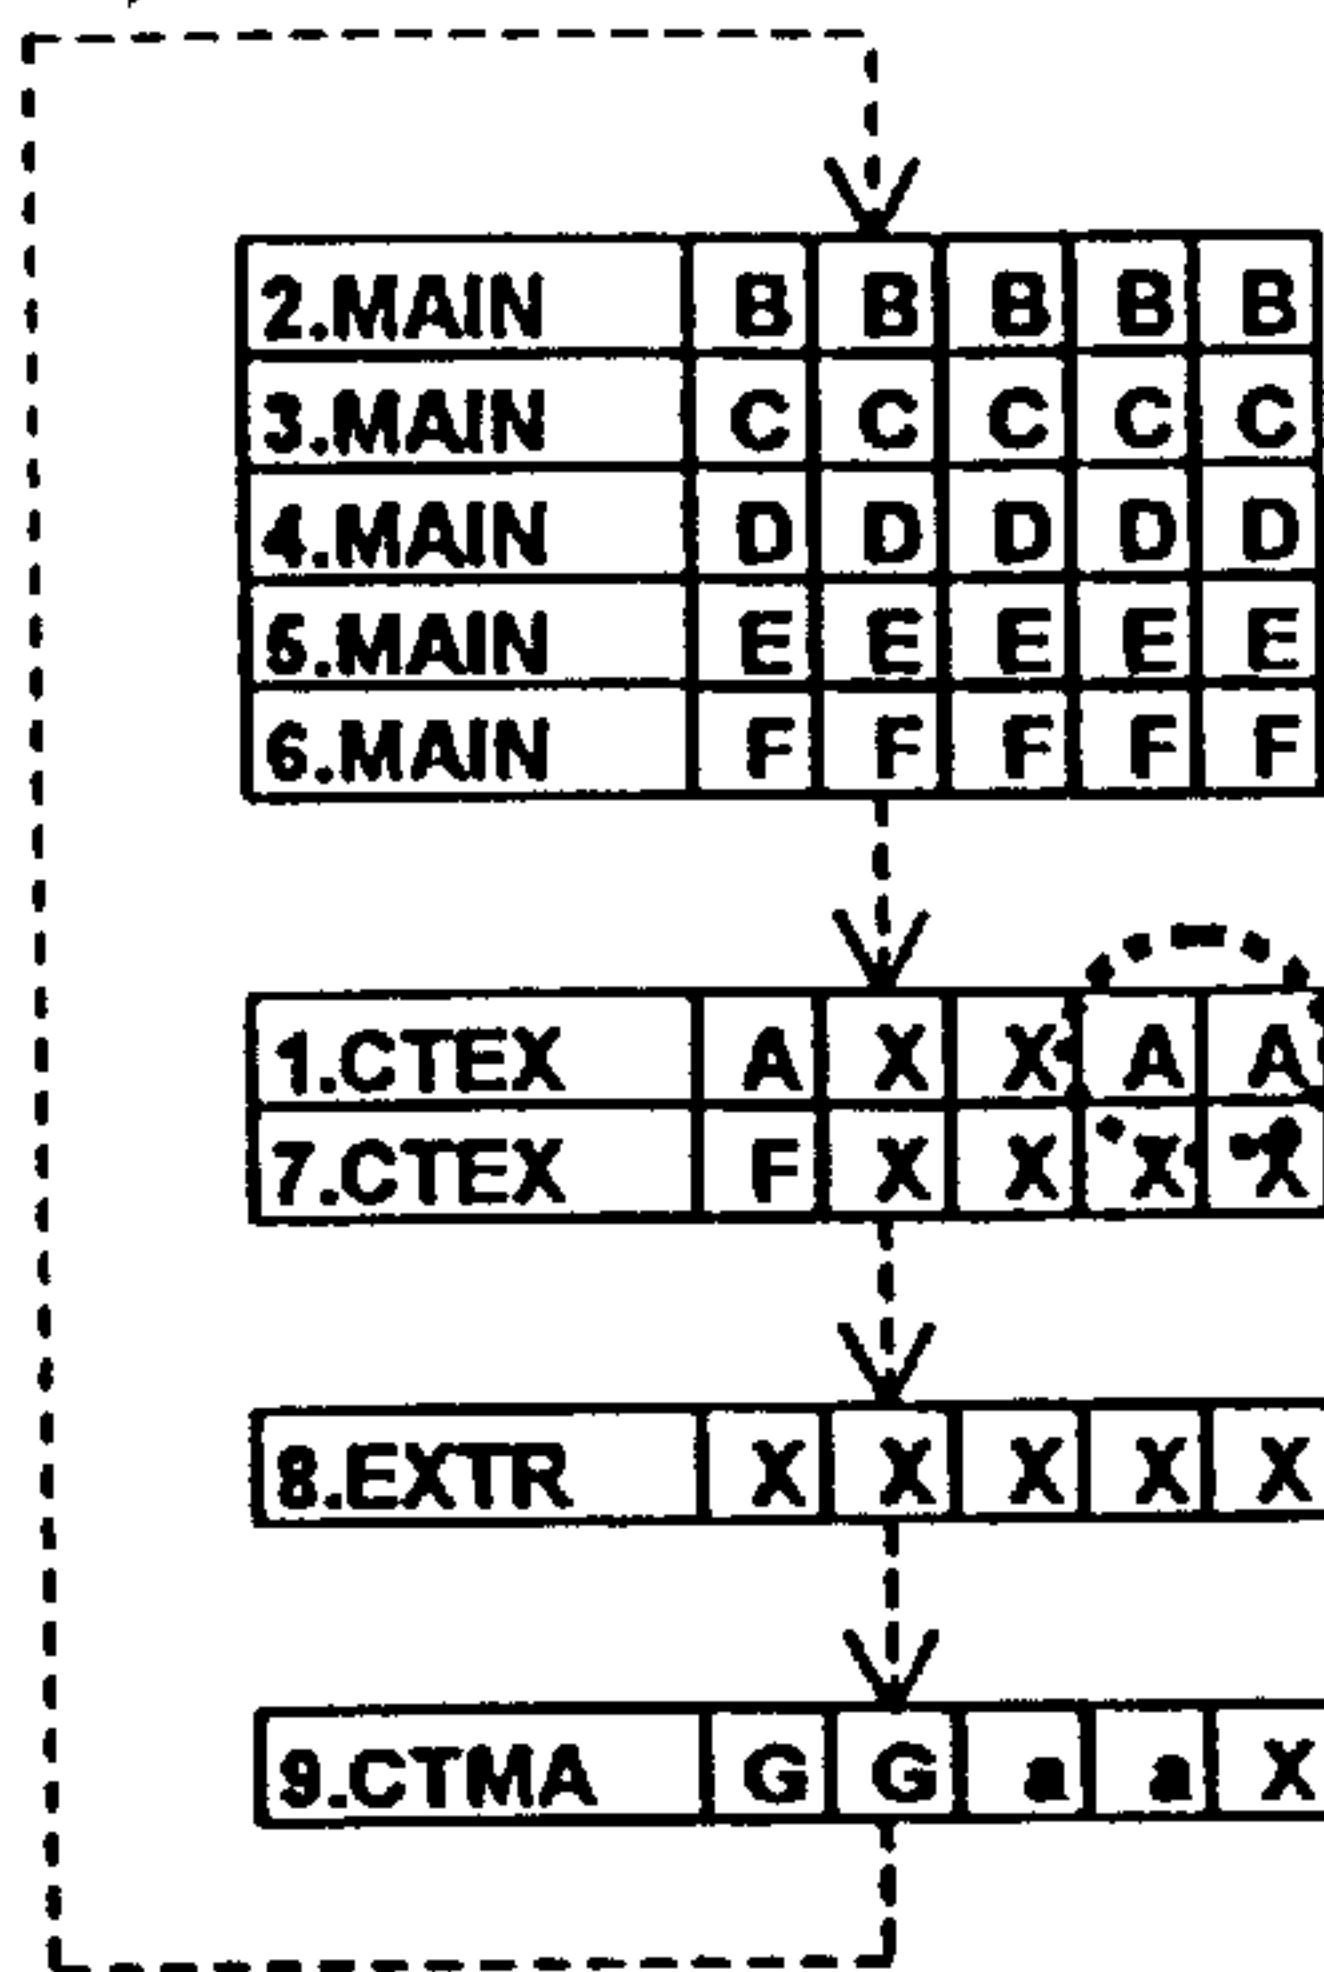 2.MAIN B B B B B
3.MAIN C C C C C
4.MAIN D D D D D
5.MAIN E E E E E
6.MAIN F F F F F
1.CTEX A X X A A
7.CTEX F X X X X
8.EXTR X X X X X
9.CTMA G G a a X